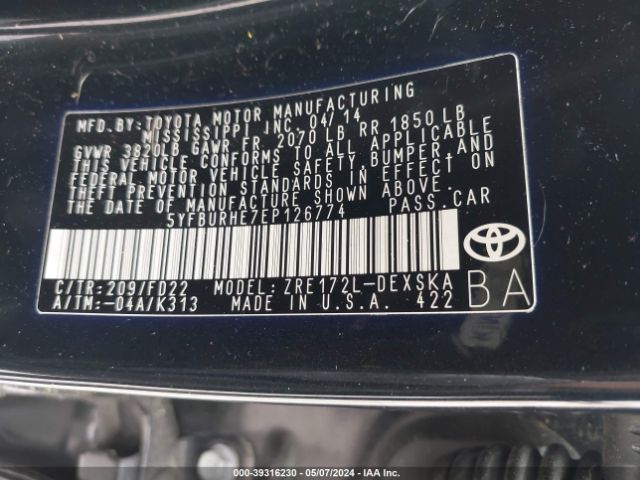 MFD.BY:TOYOTA MOTOR MANUFACTURING
MISSISSIPPI INC. 04/14
GVWR 3820LB GAWR FR. 2070 LB RR 1850 LB
THIS VEHICLE CONFORMS TO ALL APPLICABLE
FEDERAL MOTOR VEHICLE SAFETY, BUMPER AND
THEFT PREVENTION STANDARDS IN EFFECT ON
THE DATE OF MANUFACTURE SHOWN ABOVE.
5YFBURHE7EP126774 PASS.CAR
C/TR:209/FD22 MODEL: ZRE172L-DEXSKA
A/TM:-04A/K313 MADE IN U.S.A. 422
BA
000-39316230 - 05/07/2024 - IAA Inc.